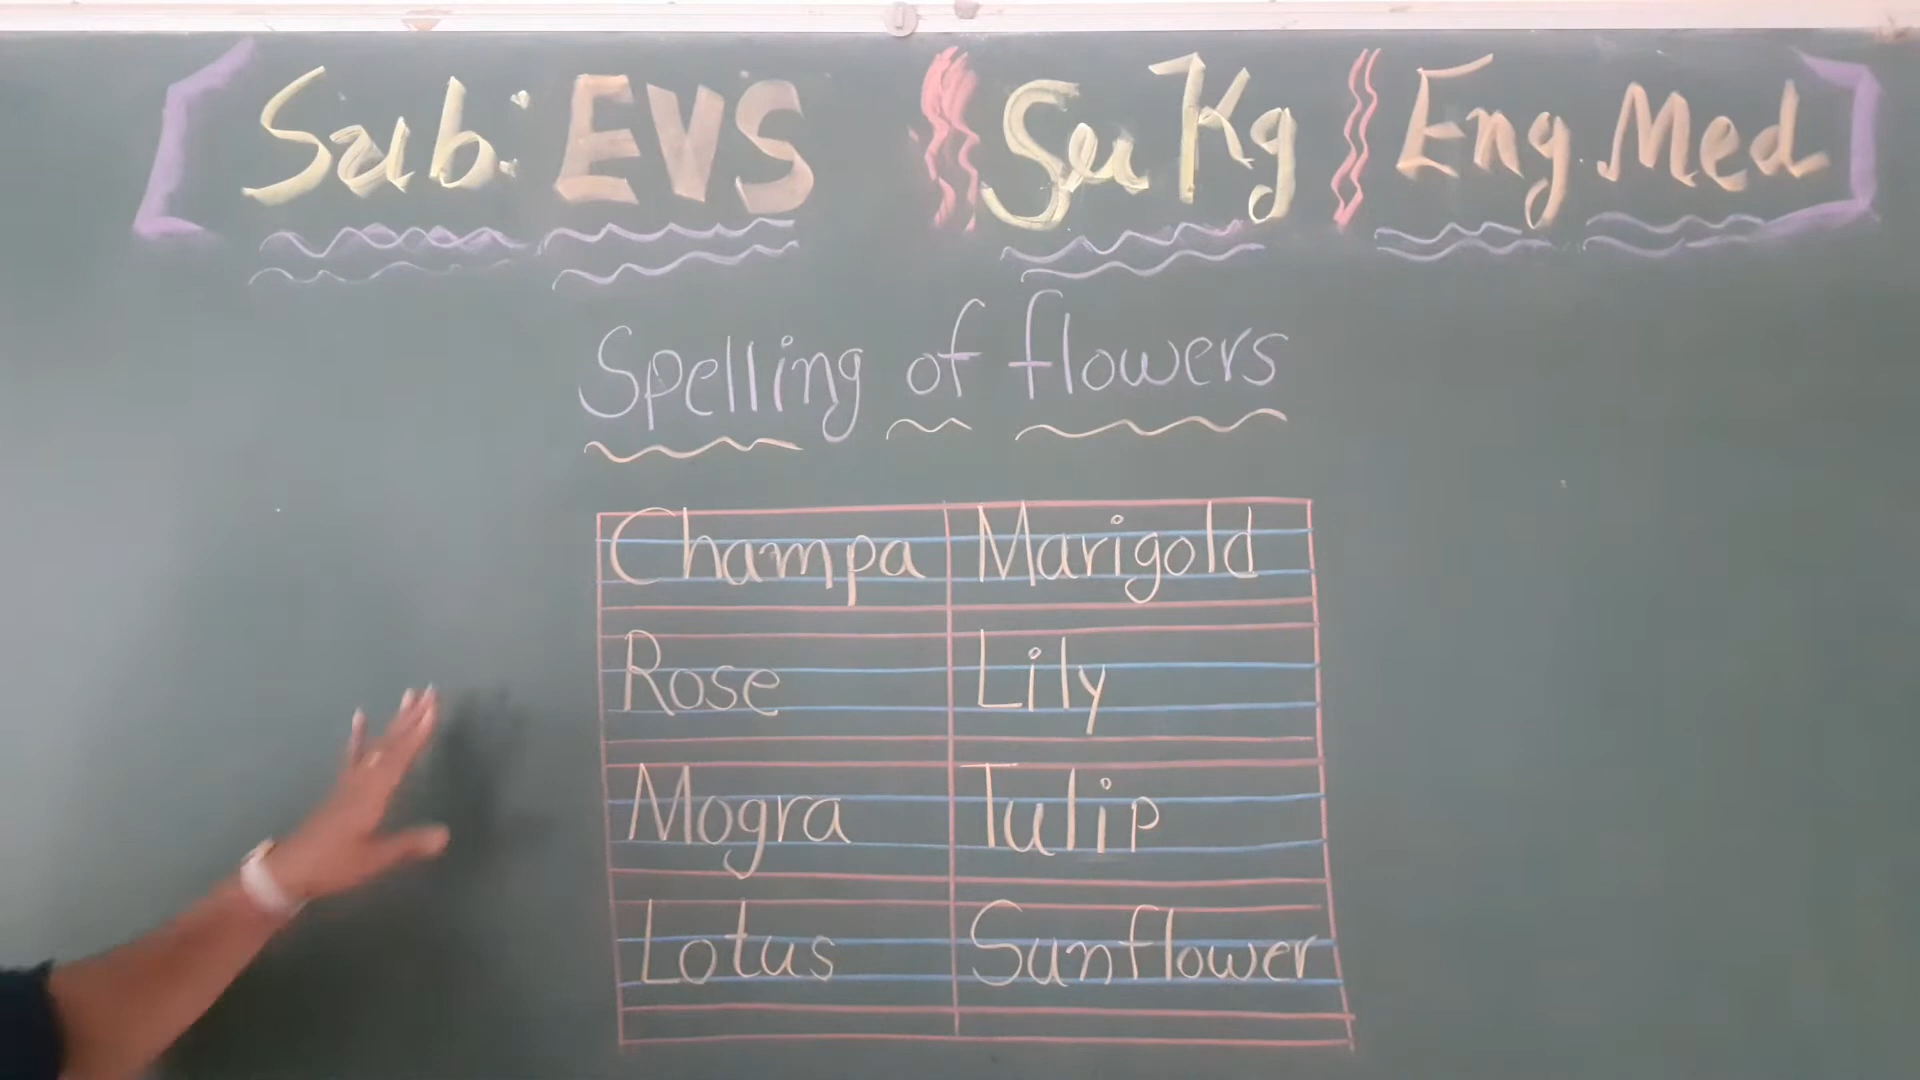 Sub: EVS Sr Kg Eng Med
Spelling of flowers
Champa Marigold
Rose Lily
Mogra Tulip
Lotus Sunflower